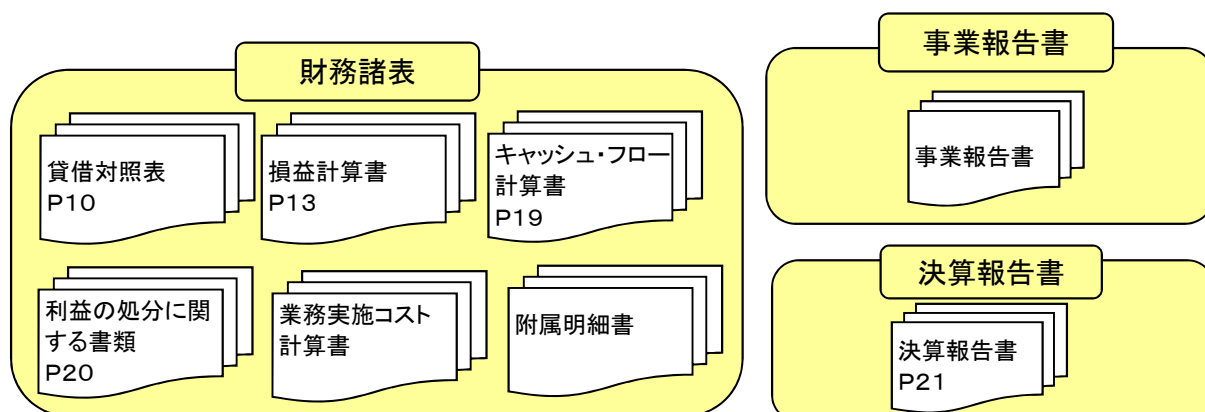 財務諸表
貸借対照表
P10
損益計算書
P13
キャッシュ・フロー
計算書
P19
利益の処分に関
する書類
P20
業務実施コスト
計算書
附属明細書
事業報告書
事業報告書
決算報告書
決算報告書
P21